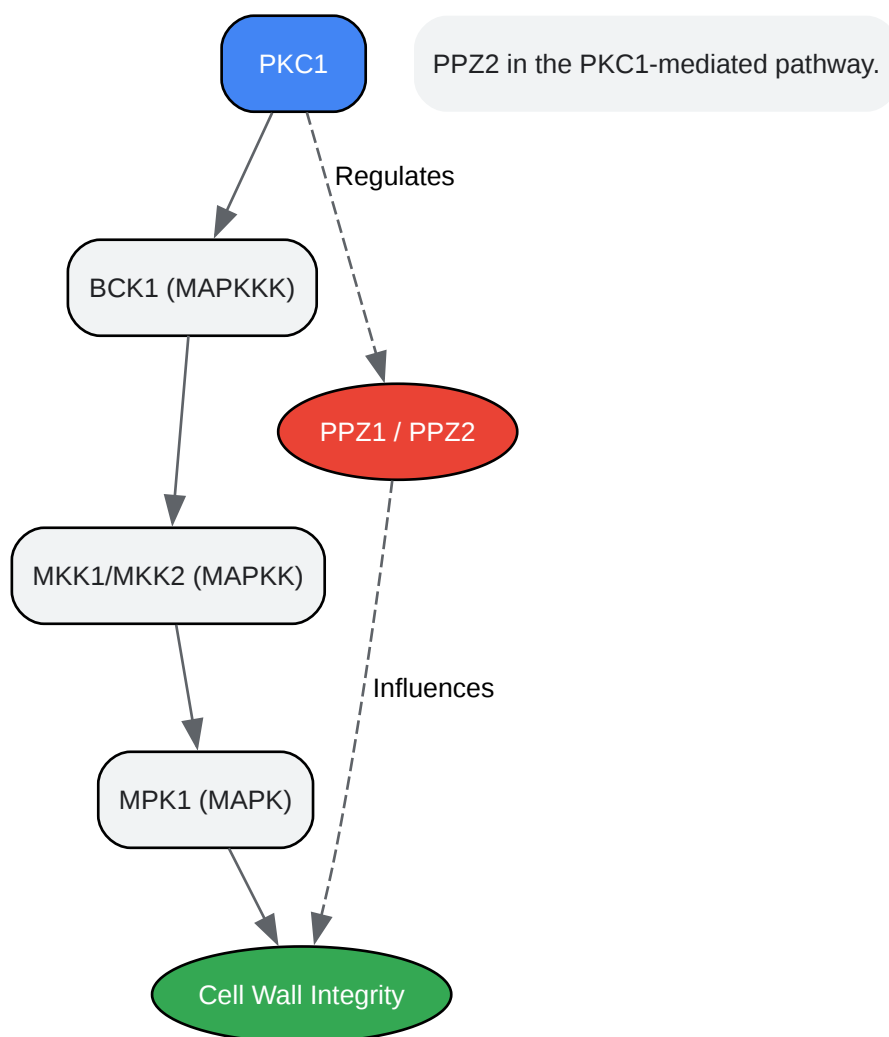 PKC1
PPZ2 in the PKC1-mediated pathway.
Regulates
BCK1 (MAPKKK)
PPZ1 / PPZ2
MKK1/MKK2 (MAPKK)
Influences
MPK1 (MAPK)
Cell Wall Integrity